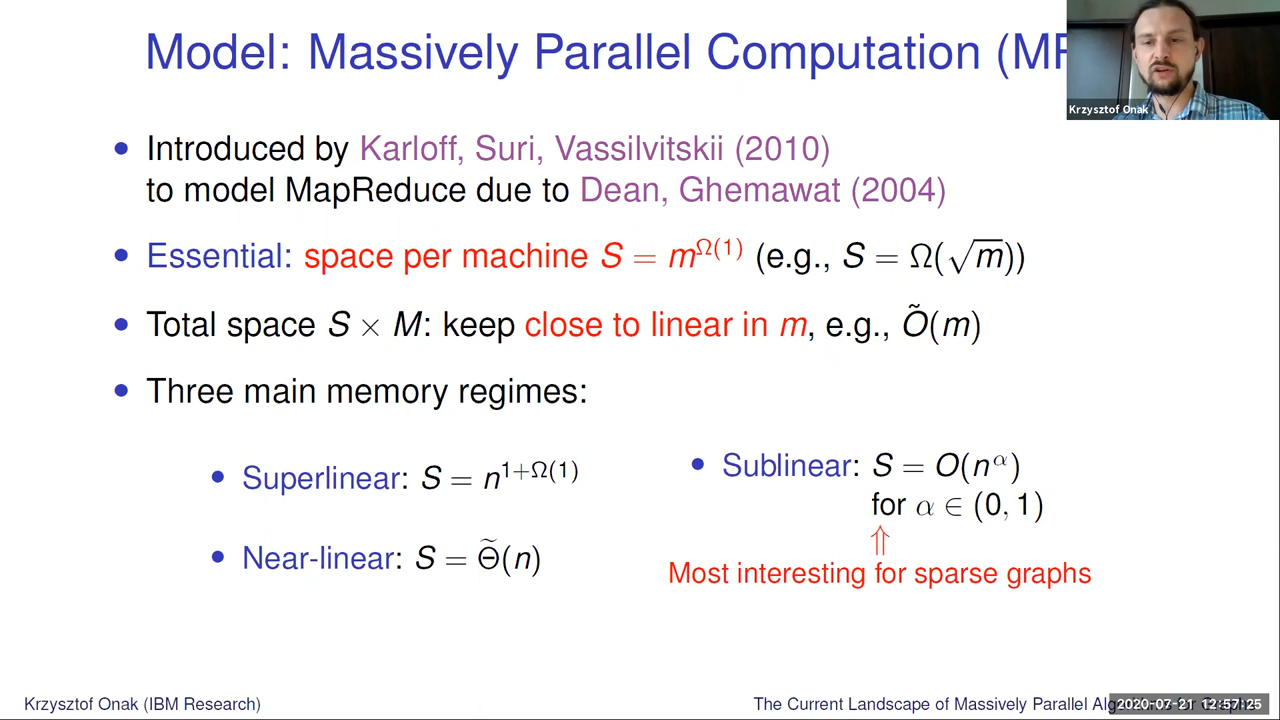 Model: Massively Parallel Computation (M
Krzysztof Onak
• Introduced by Karloff, Suri, Vassilvitskii (2010)
to model MapReduce due to Dean, Ghemawat (2004)
• Essential: space per machine S = m^Ω(1) (e.g., S = Ω(√m))
• Total space S × M: keep close to linear in m, e.g., Õ(m)
• Three main memory regimes:
• Superlinear: S = n^1+Ω(1)
• Near-linear: S = Θ̃(n)
• Sublinear: S = O(n^α)
for α ∈ (0, 1)
⇑
Most interesting for sparse graphs
Krzysztof Onak (IBM Research)
The Current Landscape of Massively Parallel
2020-07-21 12:57:25